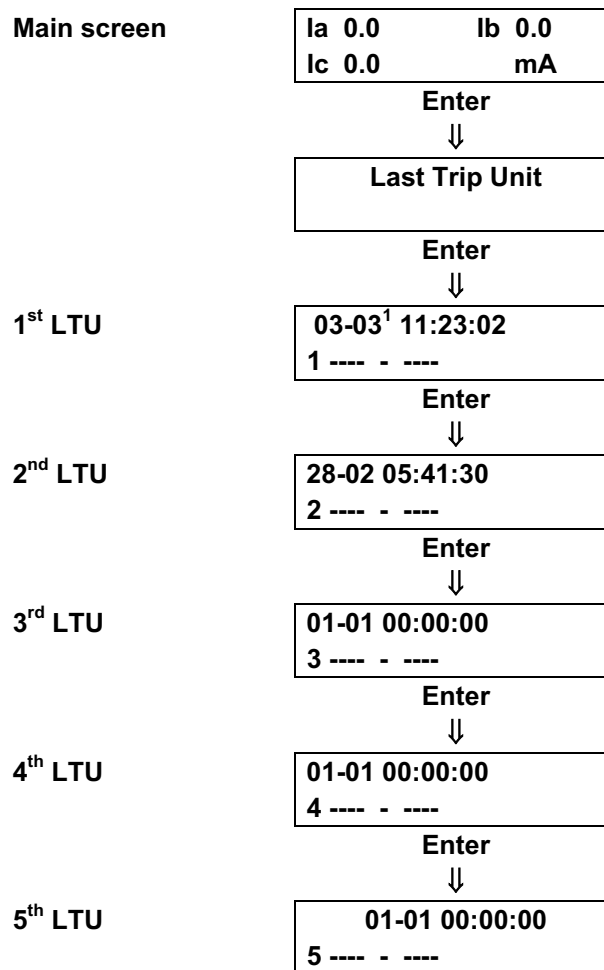 Main screen
Ia 0.0 Ib 0.0
Ic 0.0 mA
Enter
⇓
Last Trip Unit
Enter
⇓
1st LTU
03-03¹ 11:23:02
1 ---- - ----
Enter
⇓
2nd LTU
28-02 05:41:30
2 ---- - ----
Enter
⇓
3rd LTU
01-01 00:00:00
3 ---- - ----
Enter
⇓
4th LTU
01-01 00:00:00
4 ---- - ----
Enter
⇓
5th LTU
01-01 00:00:00
5 ---- - ----